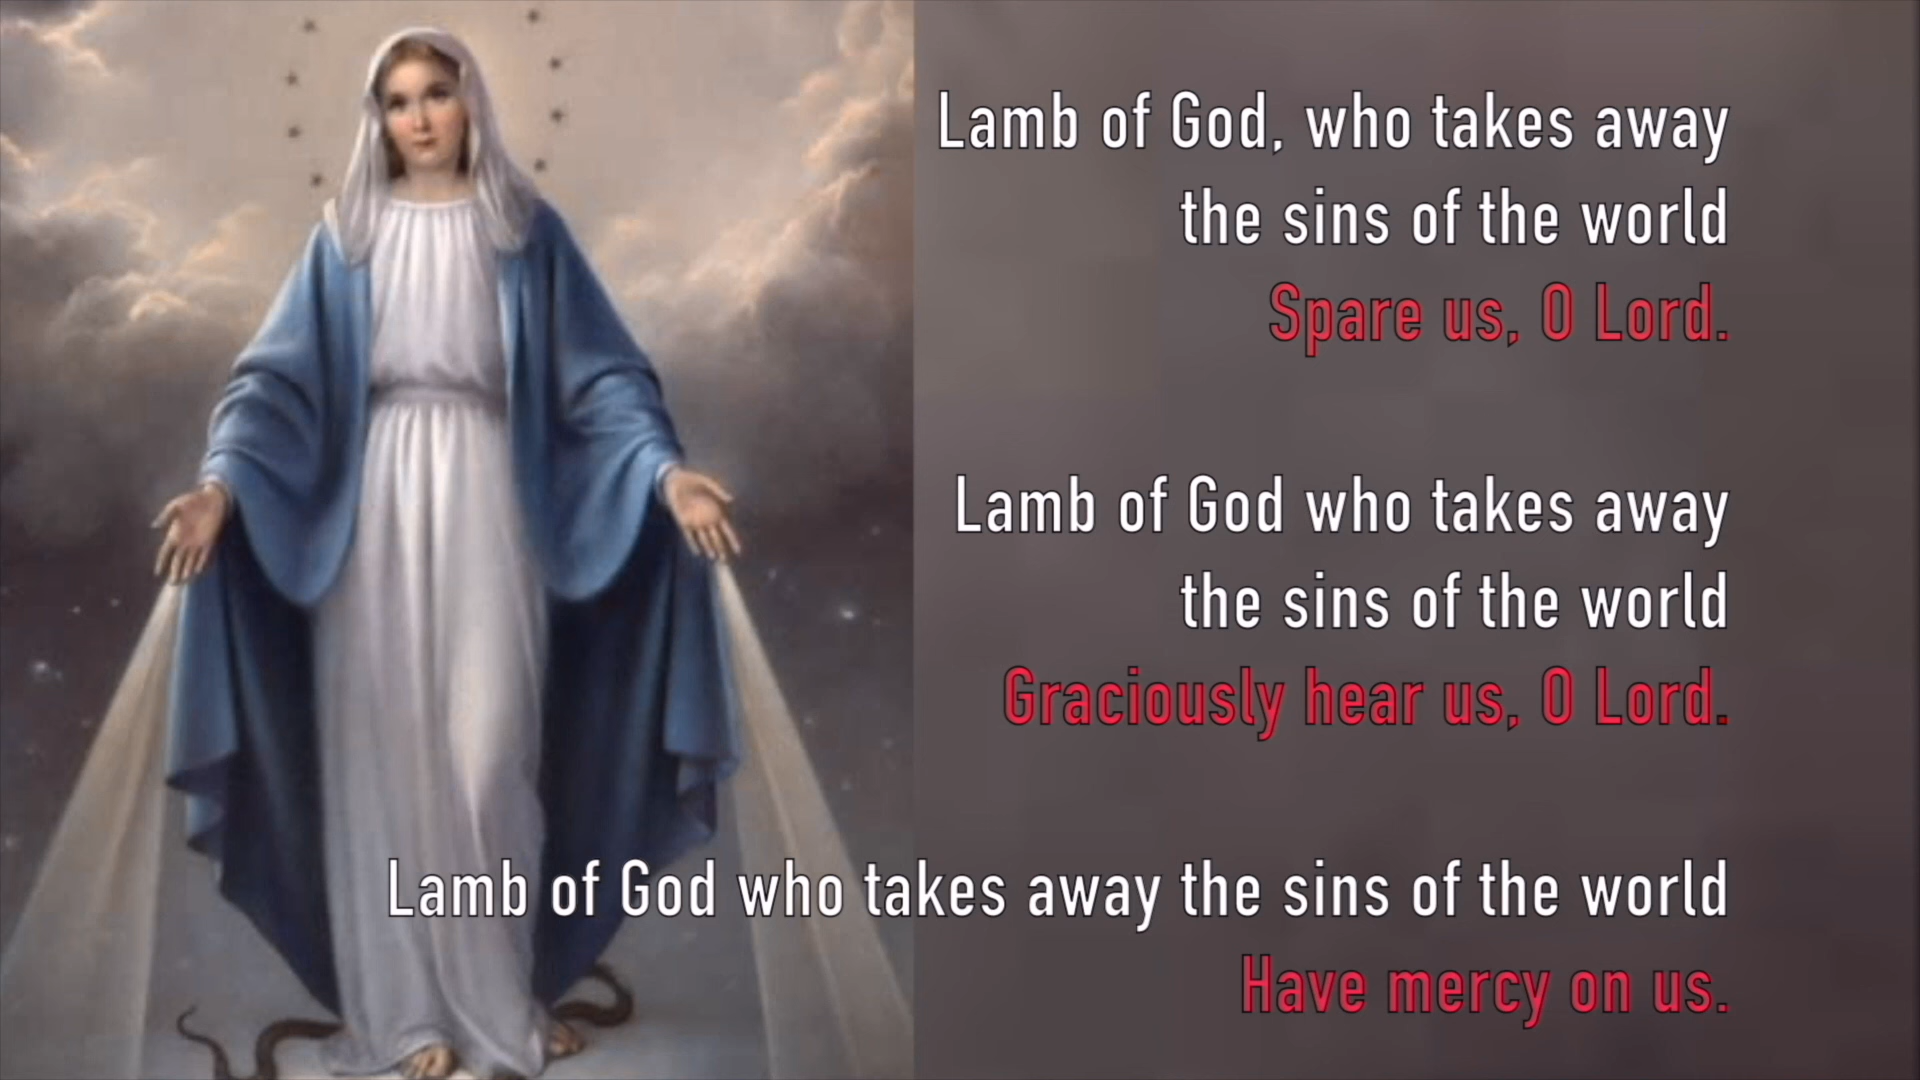 Lamb of God, who takes away
the sins of the world
Spare us, O Lord.
Lamb of God who takes away
the sins of the world
Graciously hear us, O Lord.
Lamb of God who takes away the sins of the world
Have mercy on us.